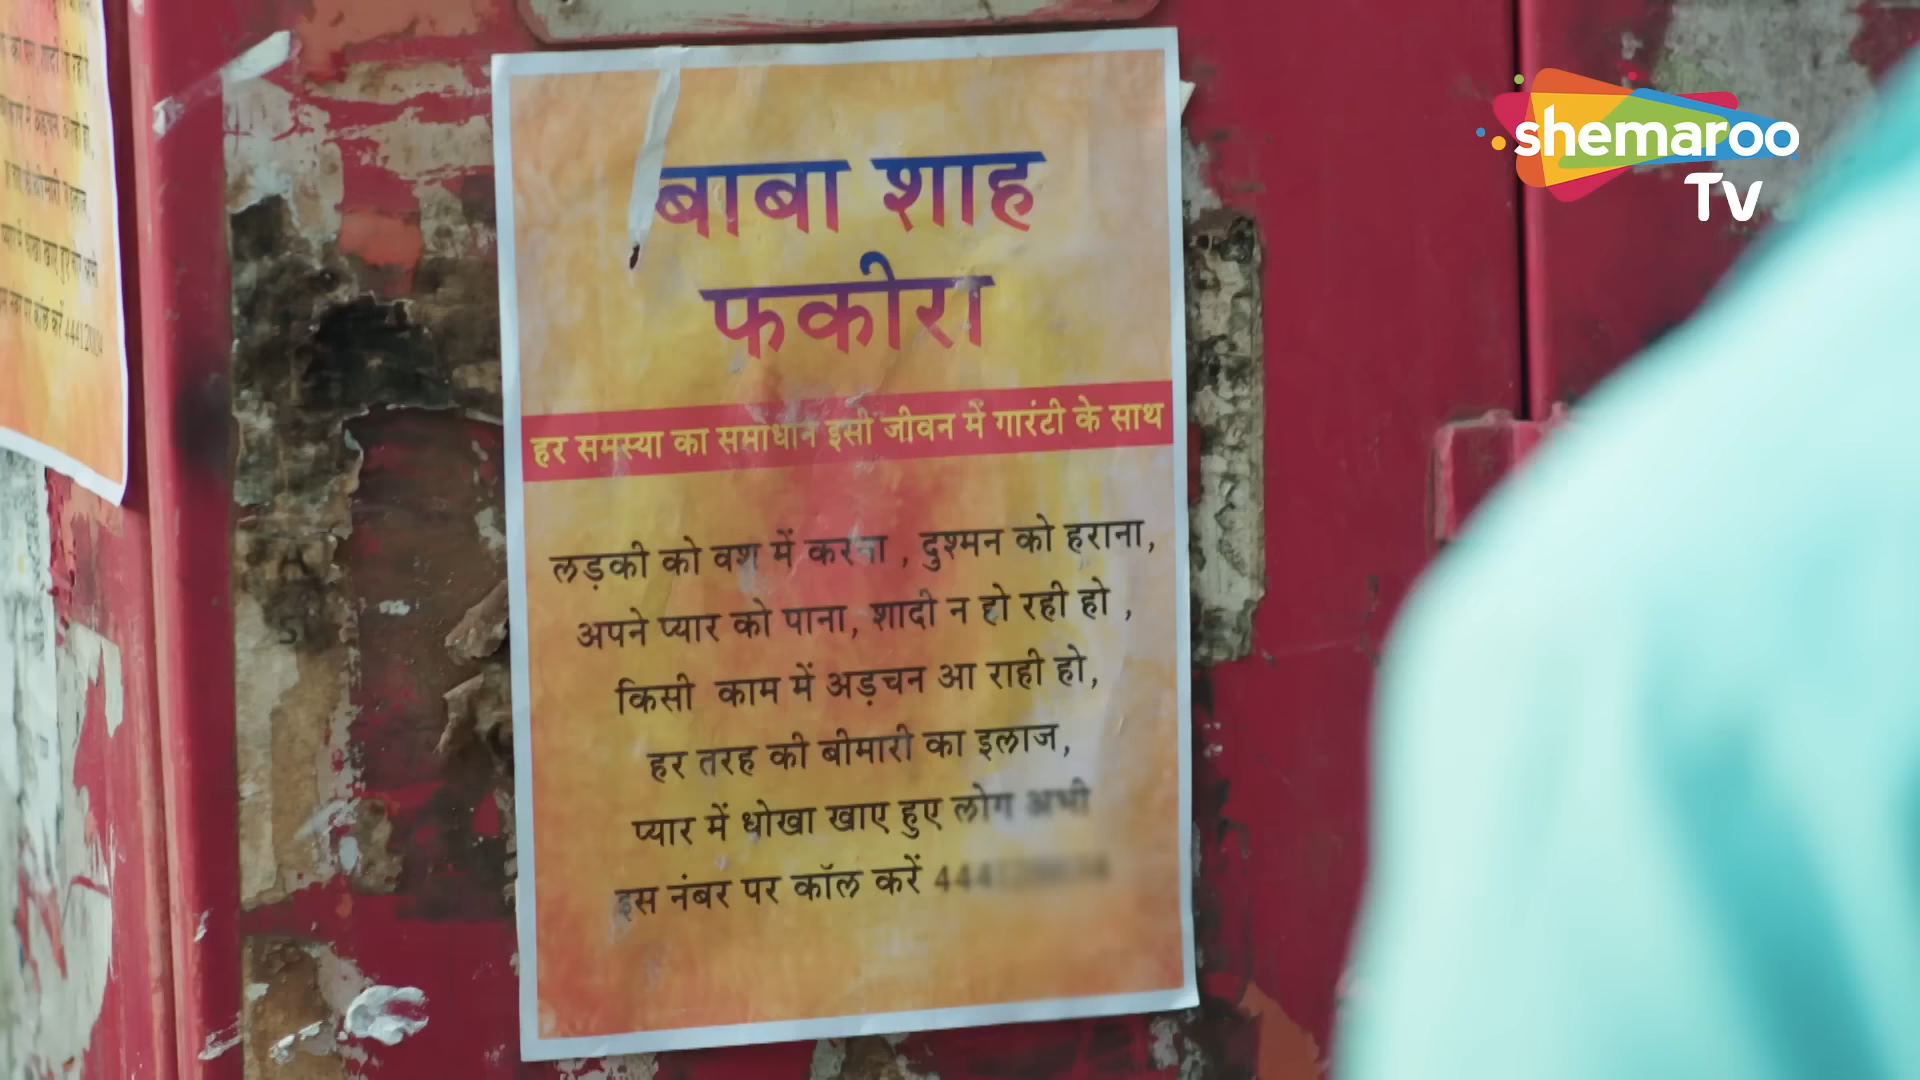 बाबा शाह
फकीरा
हर समस्या का समाधान इसी जीवन में गारंटी के साथ
लड़की को वश में करना , दुश्मन को हराना,
अपने प्यार को पाना, शादी न हो रही हो ,
किसी काम में अड़चन आ राही हो,
हर तरह की बीमारी का इलाज,
प्यार में धोखा खाए हुए लोग अभी
इस नंबर पर कॉल करें
shemaroo
TV